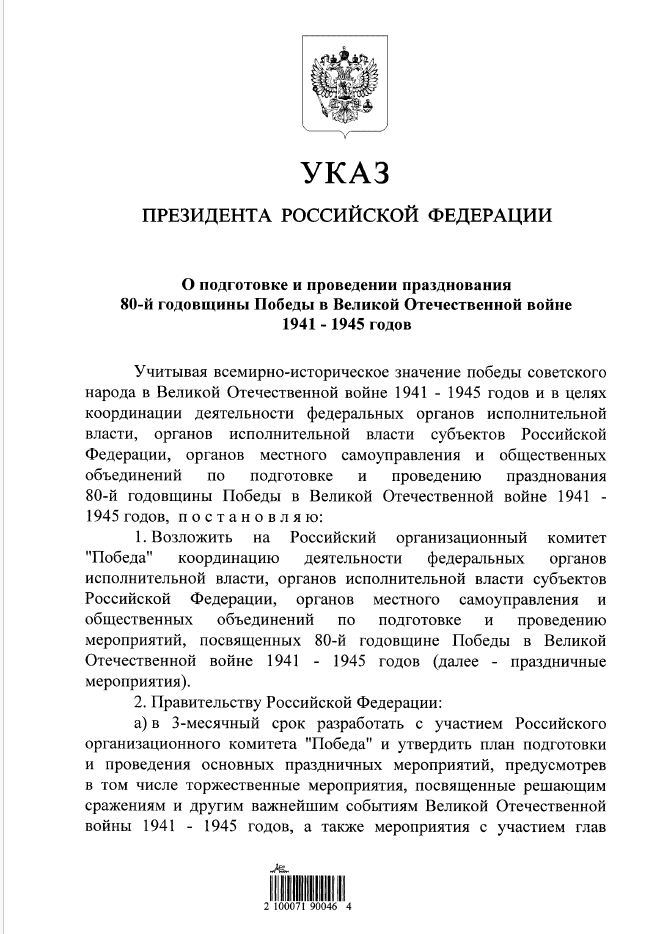 УКАЗ
ПРЕЗИДЕНТА РОССИЙСКОЙ ФЕДЕРАЦИИ
О подготовке и проведении празднования
80-й годовщины Победы в Великой Отечественной войне
1941 - 1945 годов
Учитывая всемирно-историческое значение победы советского
народа в Великой Отечественной войне 1941 - 1945 годов и в целях
координации деятельности федеральных органов исполнительной
власти, органов исполнительной власти субъектов Российской
Федерации, органов местного самоуправления и общественных
объединений по подготовке и проведению празднования
80-й годовщины Победы в Великой Отечественной войне 1941 -
1945 годов, п о с т а н о в л я ю:
1. Возложить на Российский организационный комитет
"Победа" координацию деятельности федеральных органов
исполнительной власти, органов исполнительной власти субъектов
Российской Федерации, органов местного самоуправления и
общественных объединений по подготовке и проведению
мероприятий, посвященных 80-й годовщине Победы в Великой
Отечественной войне 1941 - 1945 годов (далее - праздничные
мероприятия).
2. Правительству Российской Федерации:
а) в 3-месячный срок разработать с участием Российского
организационного комитета "Победа" и утвердить план подготовки
и проведения основных праздничных мероприятий, предусмотрев
в том числе торжественные мероприятия, посвященные решающим
сражениям и другим важнейшим событиям Великой Отечественной
войны 1941 - 1945 годов, а также мероприятия с участием глав
2 100071 90046 4